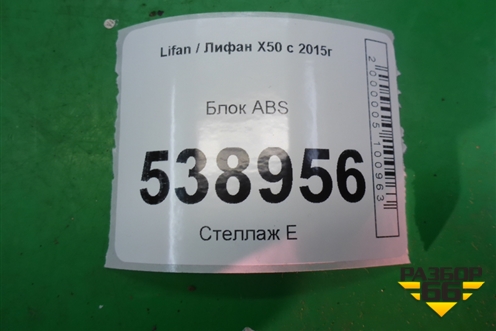 Lifan / Лифан X50 с 2015г
Блок ABS
538956
Стеллаж Е
2000005100963
РАЗБОР
66